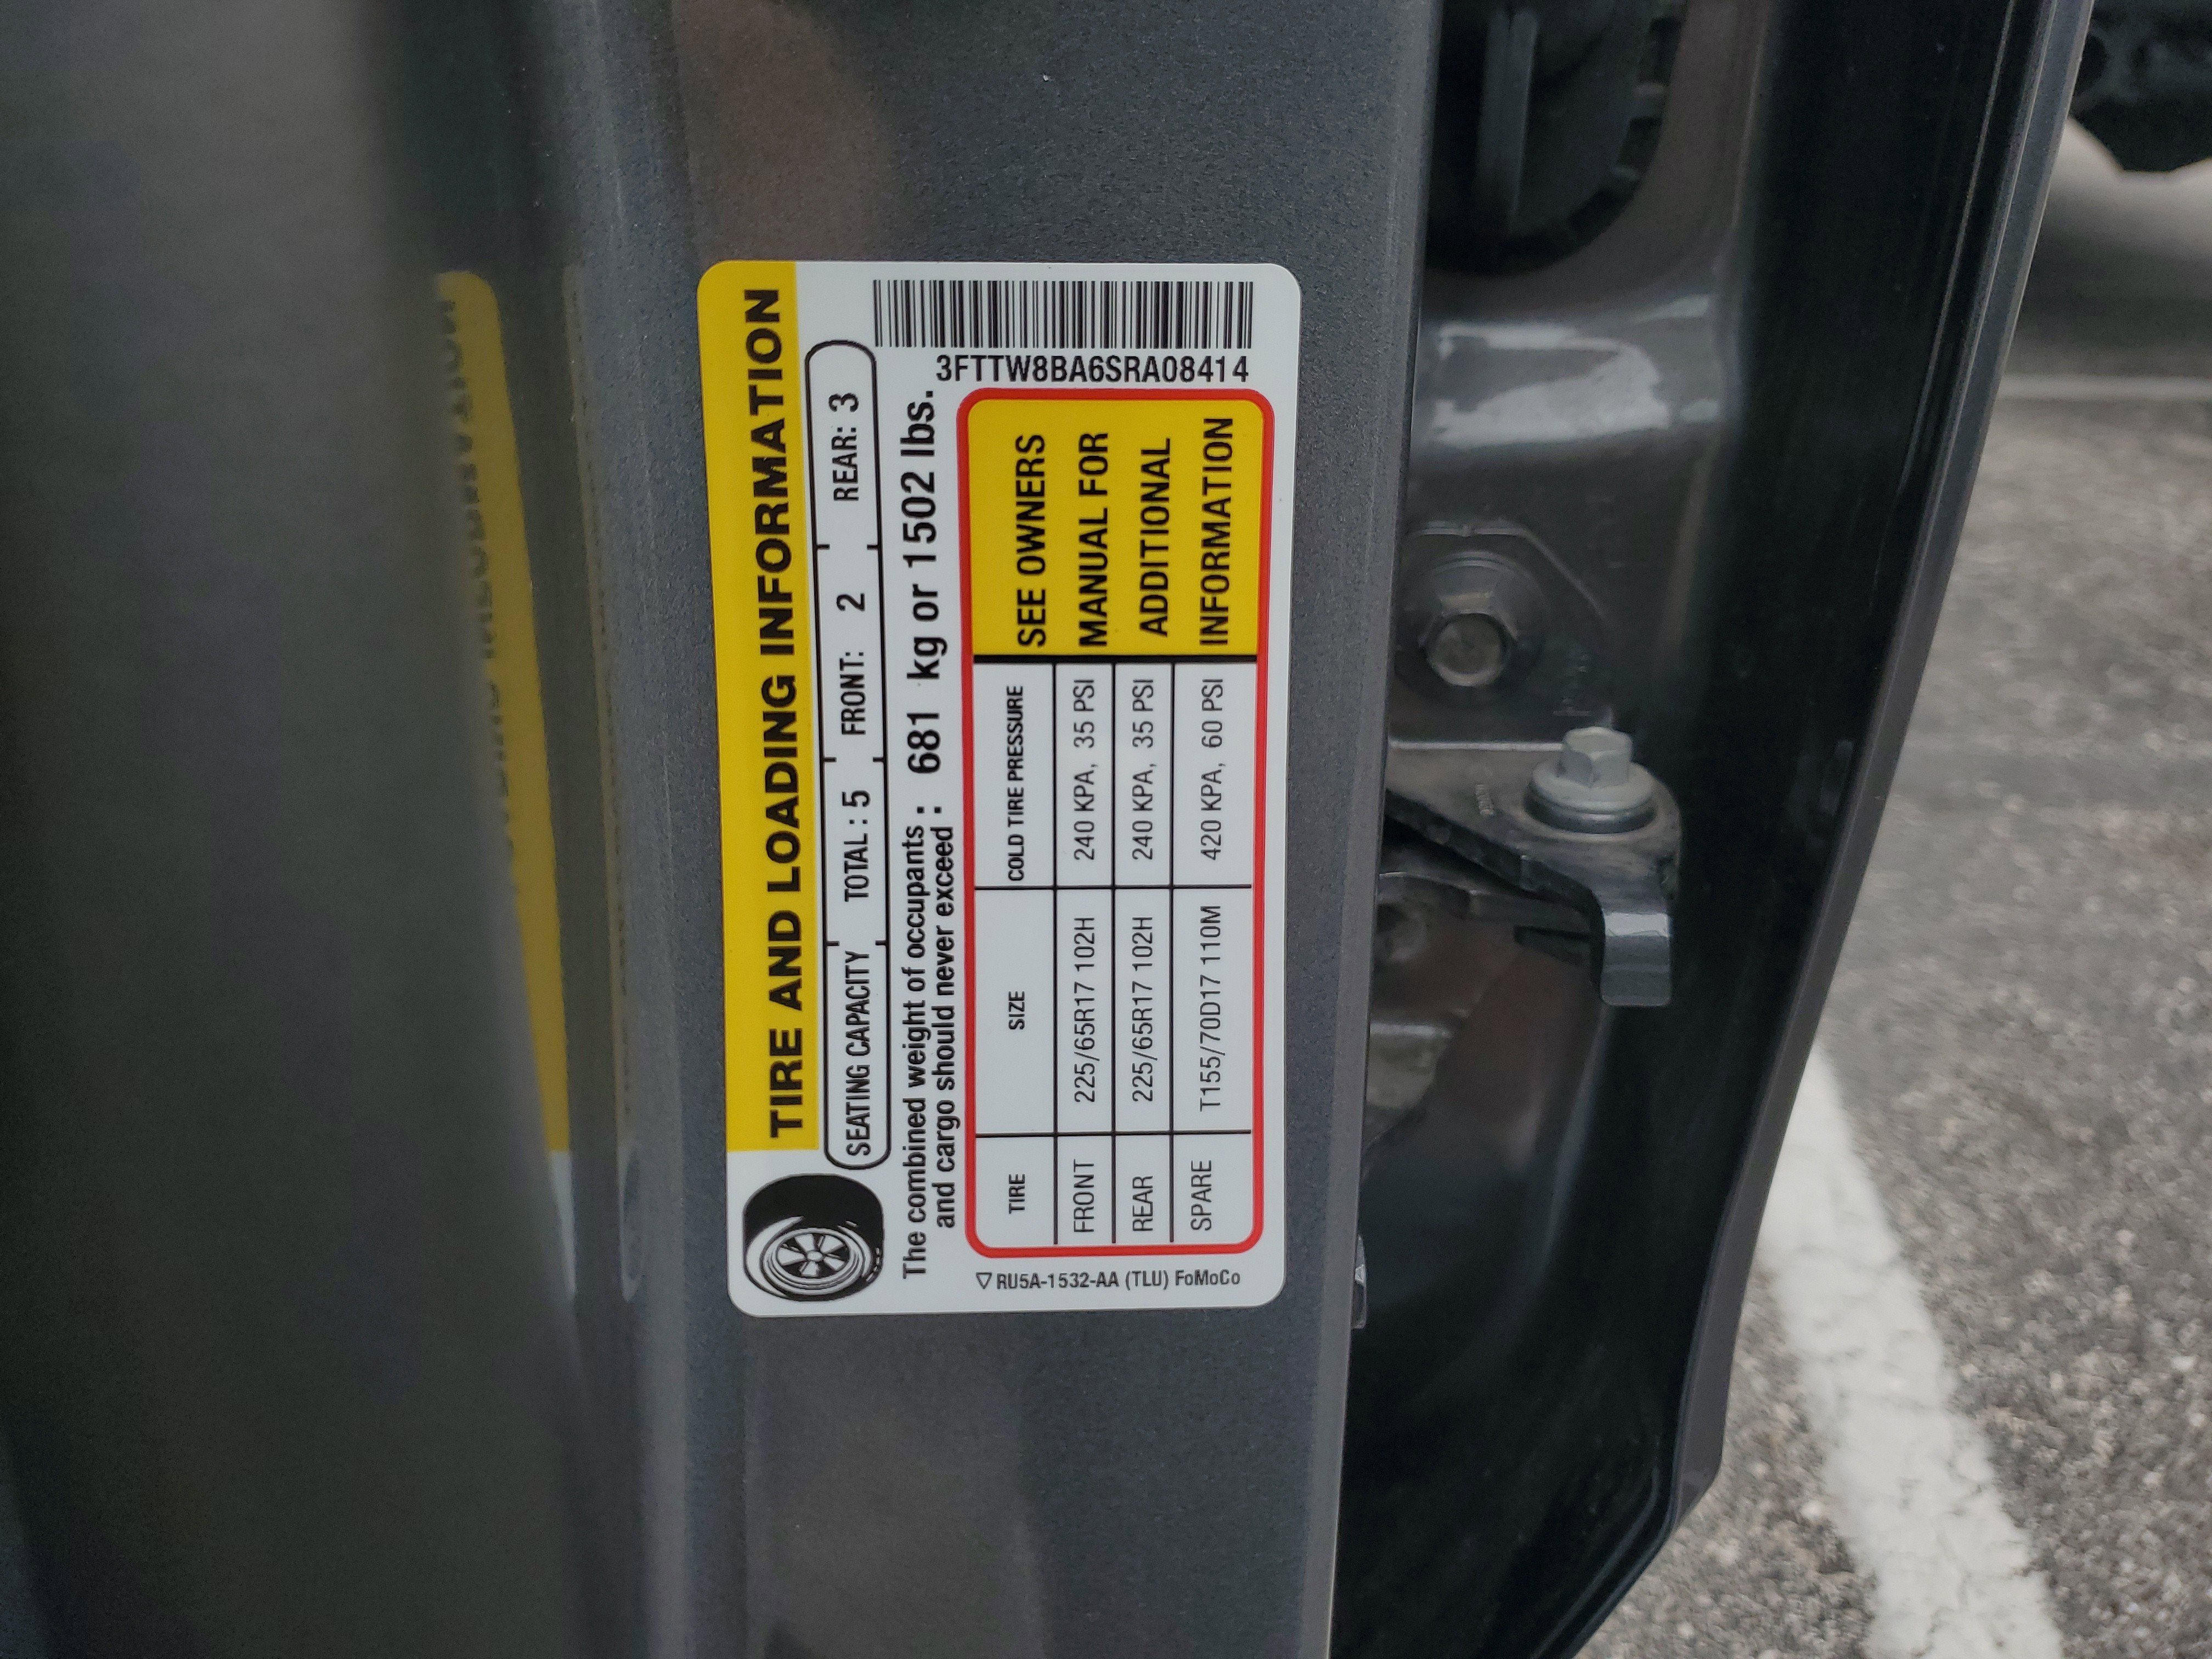 TIRE AND LOADING INFORMATION
SEATING CAPACITY TOTAL : 5 FRONT: 2 REAR: 3
The combined weight of occupants and cargo should never exceed : 681 kg or 1502 lbs.
3FTTW8BA6SRA08414
TIRE SIZE COLD TIRE PRESSURE
FRONT 225/65R17 102H 240 KPA, 35 PSI
REAR 225/65R17 102H 240 KPA, 35 PSI
SPARE T155/70D17 110M 420 KPA, 60 PSI
SEE OWNERS
MANUAL FOR
ADDITIONAL
INFORMATION
RU5A-1532-AA (TLU) FoMoCo